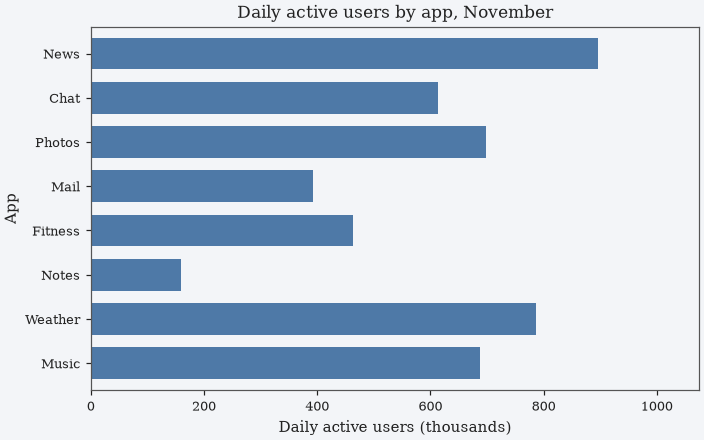 Daily active users by app, November
App
News
Chat
Photos
Mail
Fitness
Notes
Weather
Music
0 200 400 600 800 1000
Daily active users (thousands)